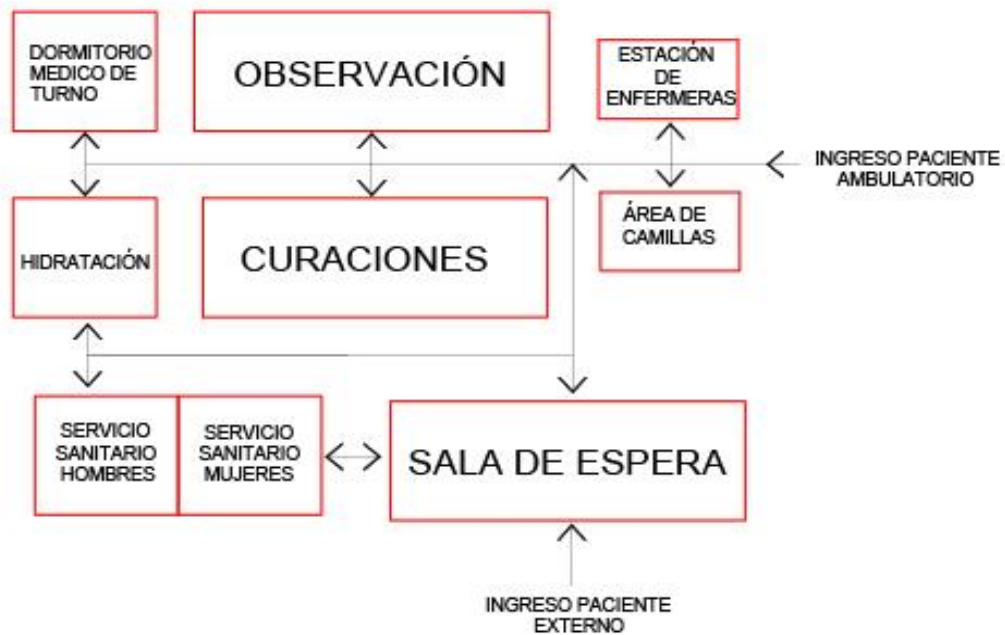 DORMITORIO
MEDICO DE
TURNO
OBSERVACIÓN
ESTACIÓN
DE
ENFERMERAS
INGRESO PACIENTE
AMBULATORIO
HIDRATACIÓN
CURACIONES
ÁREA DE
CAMILLAS
SERVICIO
SANITARIO
HOMBRES
SERVICIO
SANITARIO
MUJERES
SALA DE ESPERA
INGRESO PACIENTE
EXTERNO